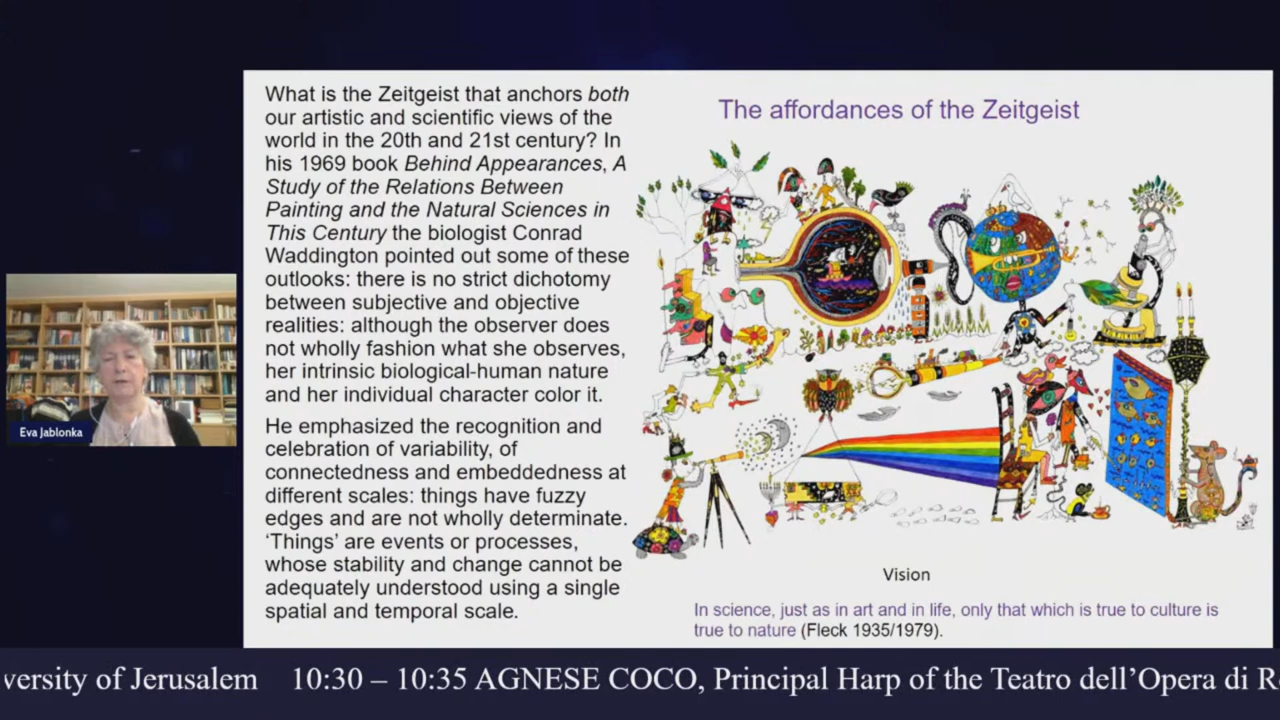 What is the Zeitgeist that anchors both
our artistic and scientific views of the
world in the 20th and 21st century? In
his 1969 book Behind Appearances, A
Study of the Relations Between
Painting and the Natural Sciences in
This Century the biologist Conrad
Waddington pointed out some of these
outlooks: there is no strict dichotomy
between subjective and objective
realities: although the observer does
not wholly fashion what she observes,
her intrinsic biological-human nature
and her individual character color it.
He emphasized the recognition and
celebration of variability, of
connectedness and embeddedness at
different scales: things have fuzzy
edges and are not wholly determinate.
‘Things’ are events or processes,
whose stability and change cannot be
adequately understood using a single
spatial and temporal scale.
The affordances of the Zeitgeist
Vision
In science, just as in art and in life, only that which is true to culture is
true to nature (Fleck 1935/1979).
Eva Jablonka
versity of Jerusalem 10:30 – 10:35 AGNESE COCO, Principal Harp of the Teatro dell’Opera di R